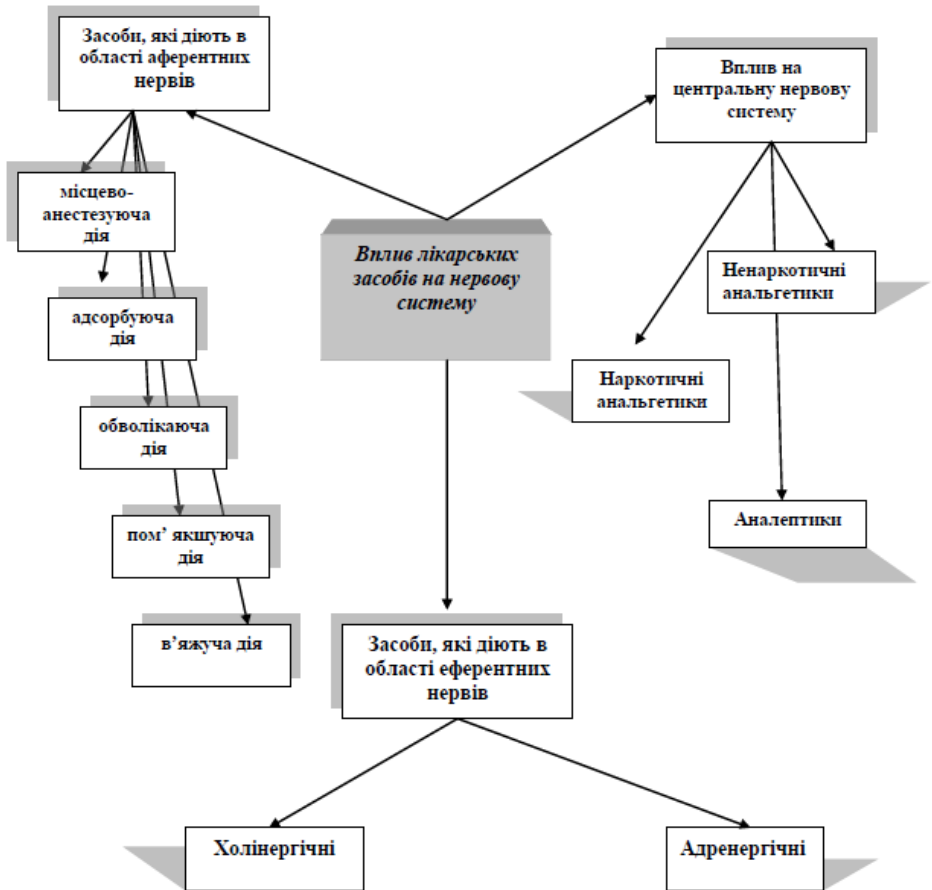 Засоби, які діють в
області аферентних
нервів
Вплив на
центральну нервову
систему
місцево-
анестезуюча
дія
Вплив лікарських
засобів на нервову
систему
Ненаркотичні
анальгетики
адсорбуюча
дія
Наркотичні
анальгетики
обволікаюча
дія
Аналептики
пом’ якшуюча
дія
в’яжуча дія
Засоби, які діють в
області еферентних
нервів
Холінергічні
Адренергічні